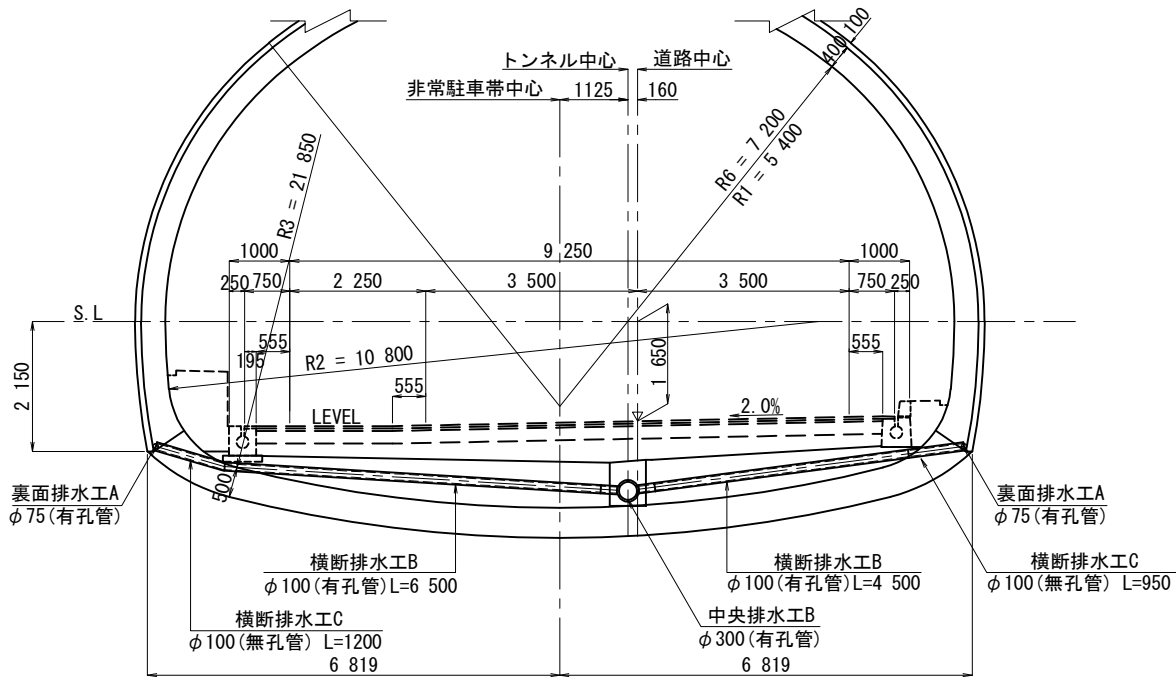 400 100
トンネル中心 道路中心
非常駐車帯中心 1125 160
R3 = 21 850
R6 = 7 200
R1 = 5 400
1000 9 250 1000
250 750 2 250 3 500 3 500 750 250
S.L
555 555
195 R2 = 10 800
555
1 650
2 150
LEVEL 2.0%
500
裏面排水工A
φ75(有孔管)
裏面排水工A
φ75(有孔管)
横断排水工B
φ100(有孔管)L=6 500
横断排水工B
φ100(有孔管)L=4 500
横断排水工C
φ100(無孔管) L=950
横断排水工C
φ100(無孔管) L=1200
中央排水工B
φ300(有孔管)
6 819 6 819